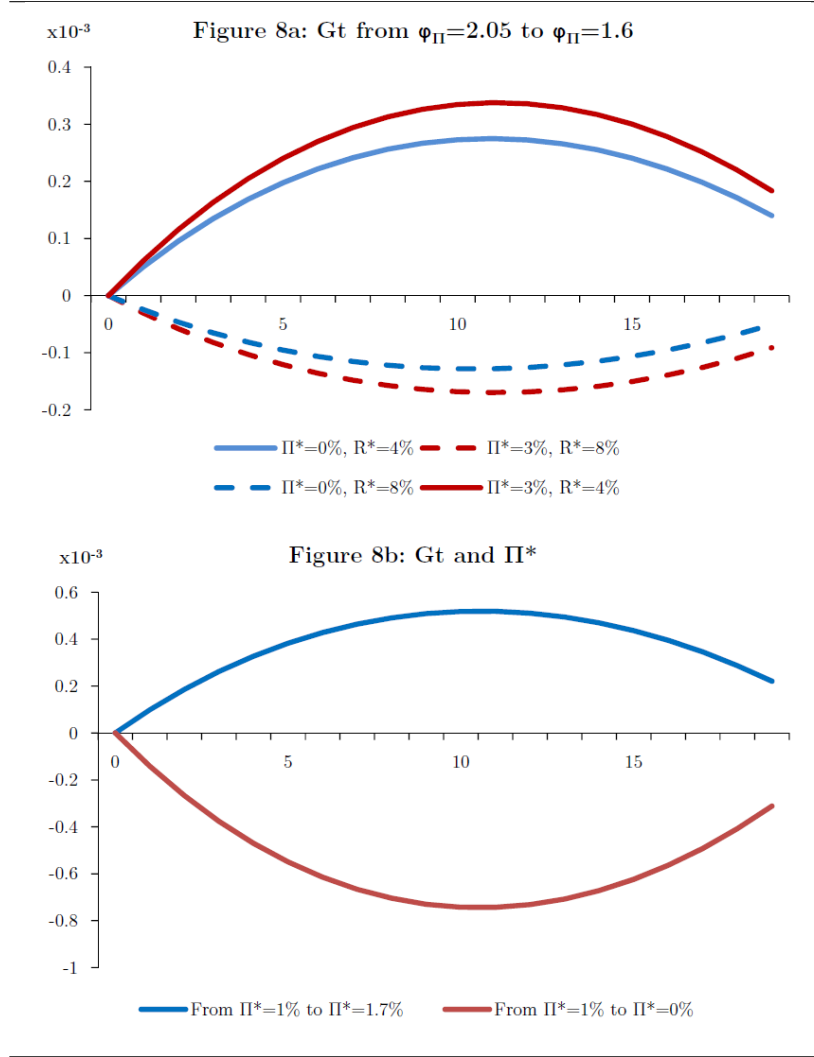 x10⁻³ Figure 8a: Gt from φΠ=2.05 to φΠ=1.6
0.4
0.3
0.2
0.1
0
0 5 10 15
-0.1
-0.2
Π*=0%, R*=4% Π*=3%, R*=8%
Π*=0%, R*=8% Π*=3%, R*=4%
x10⁻³ Figure 8b: Gt and Π*
0.6
0.4
0.2
0
0 5 10 15
-0.2
-0.4
-0.6
-0.8
-1
From Π*=1% to Π*=1.7% From Π*=1% to Π*=0%